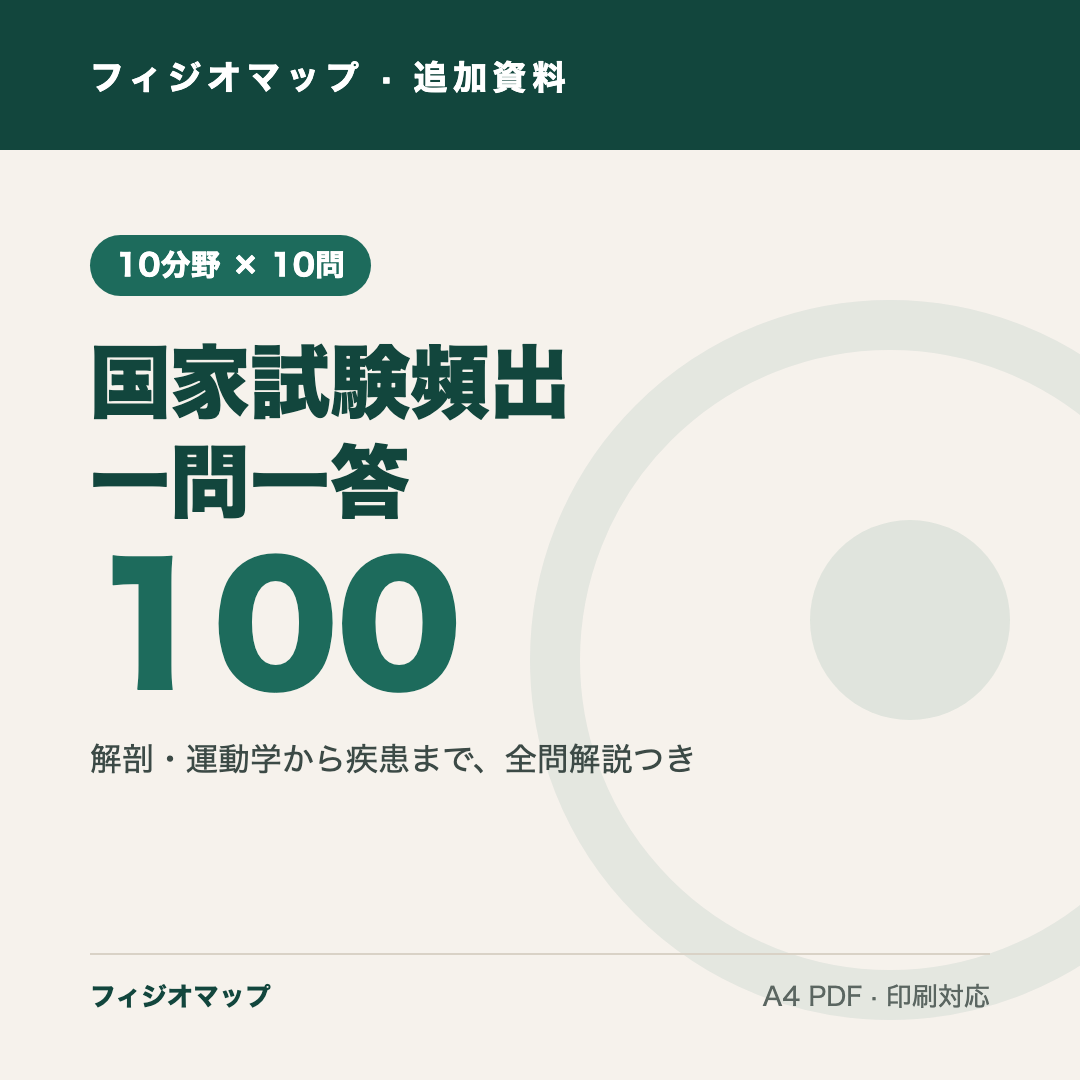 フィジオマップ · 追加資料
10分野 × 10問
国家試験頻出
一問一答
100
解剖・運動学から疾患まで、全問解説つき
フィジオマップ
A4 PDF · 印刷対応